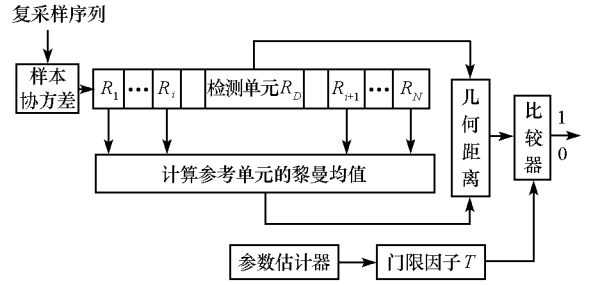 复采样序列
样本
协方差
R1 ··· Ri 检测单元RD Ri+1 ··· RN
几何距离
比较器
1
0
计算参考单元的黎曼均值
参数估计器
门限因子T